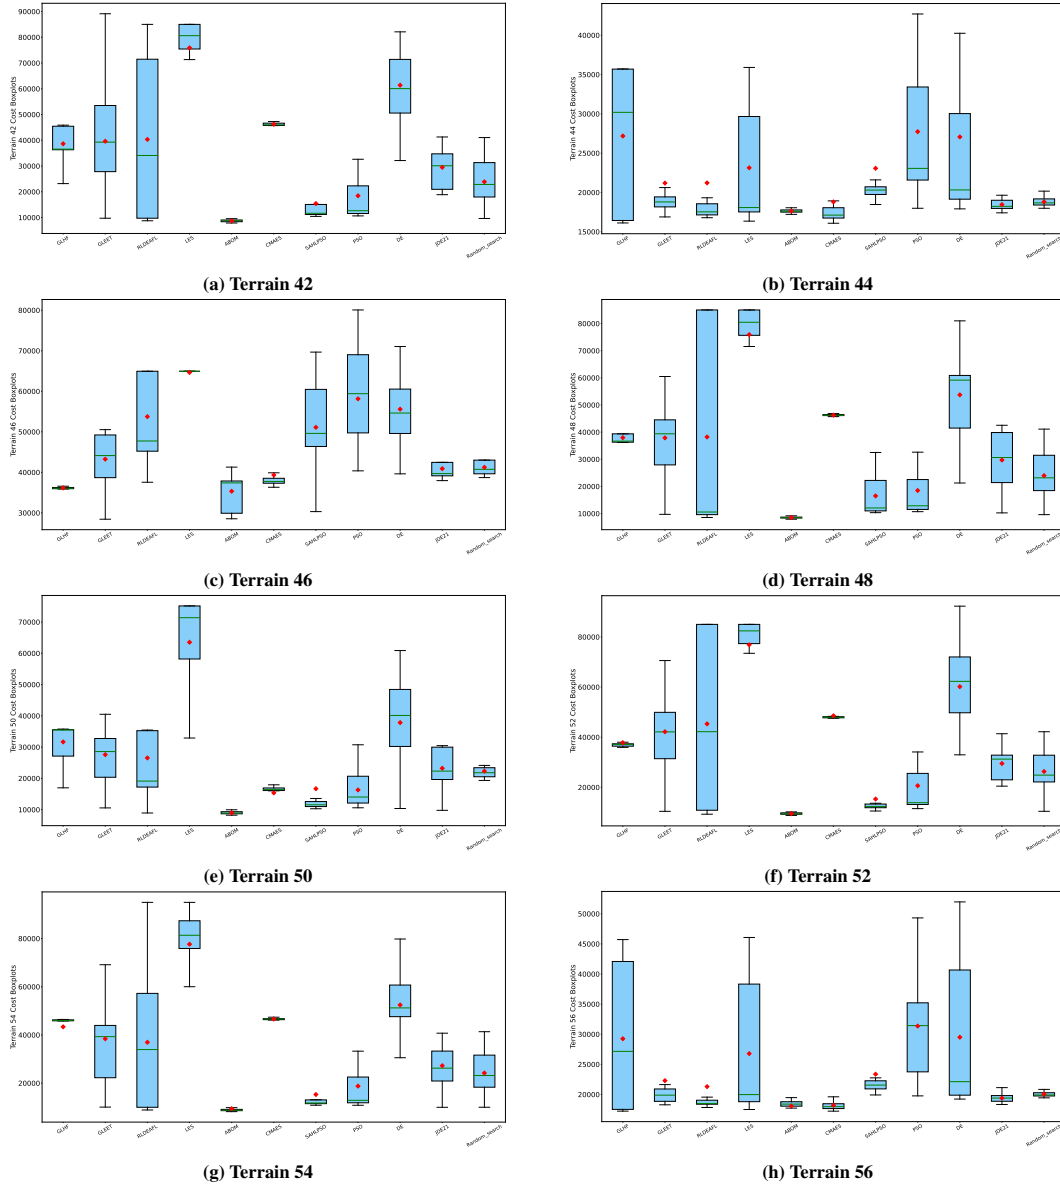 Terrain 42 Cost Boxplots
90000
80000
70000
60000
50000
40000
30000
20000
10000
GLHF GLEET RLDEAFL LES ABOM CMAES SAHLPSO PSO DE JDE21 Random_search
(a) Terrain 42
Terrain 44 Cost Boxplots
40000
35000
30000
25000
20000
15000
GLHF GLEET RLDEAFL LES ABOM CMAES SAHLPSO PSO DE JDE21 Random_search
(b) Terrain 44
Terrain 46 Cost Boxplots
80000
70000
60000
50000
40000
30000
GLHF GLEET RLDEAFL LES ABOM CMAES SAHLPSO PSO DE JDE21 Random_search
(c) Terrain 46
Terrain 48 Cost Boxplots
80000
70000
60000
50000
40000
30000
20000
10000
GLHF GLEET RLDEAFL LES ABOM CMAES SAHLPSO PSO DE JDE21 Random_search
(d) Terrain 48
Terrain 50 Cost Boxplots
70000
60000
50000
40000
30000
20000
10000
GLHF GLEET RLDEAFL LES ABOM CMAES SAHLPSO PSO DE JDE21 Random_search
(e) Terrain 50
Terrain 52 Cost Boxplots
80000
60000
40000
20000
GLHF GLEET RLDEAFL LES ABOM CMAES SAHLPSO PSO DE JDE21 Random_search
(f) Terrain 52
Terrain 54 Cost Boxplots
80000
60000
40000
20000
GLHF GLEET RLDEAFL LES ABOM CMAES SAHLPSO PSO DE JDE21 Random_search
(g) Terrain 54
Terrain 56 Cost Boxplots
50000
45000
40000
35000
30000
25000
20000
GLHF GLEET RLDEAFL LES ABOM CMAES SAHLPSO PSO DE JDE21 Random_search
(h) Terrain 56